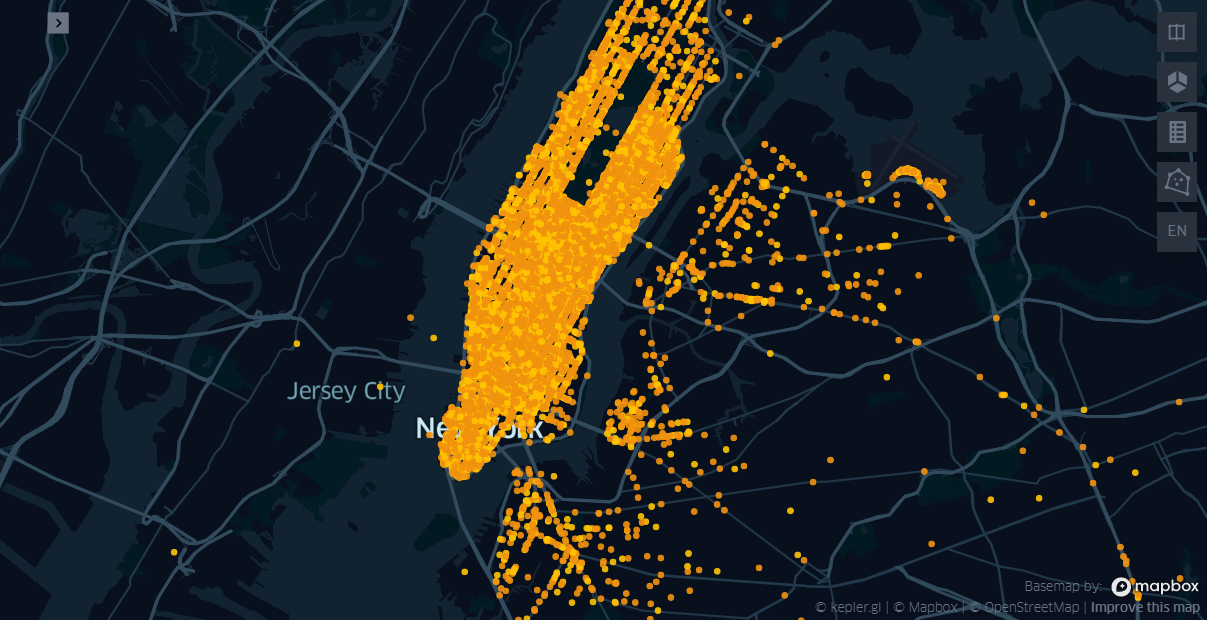 EN
Jersey City
New York
Basemap by: mapbox
© kepler.gl | © Mapbox | © OpenStreetMap | Improve this map